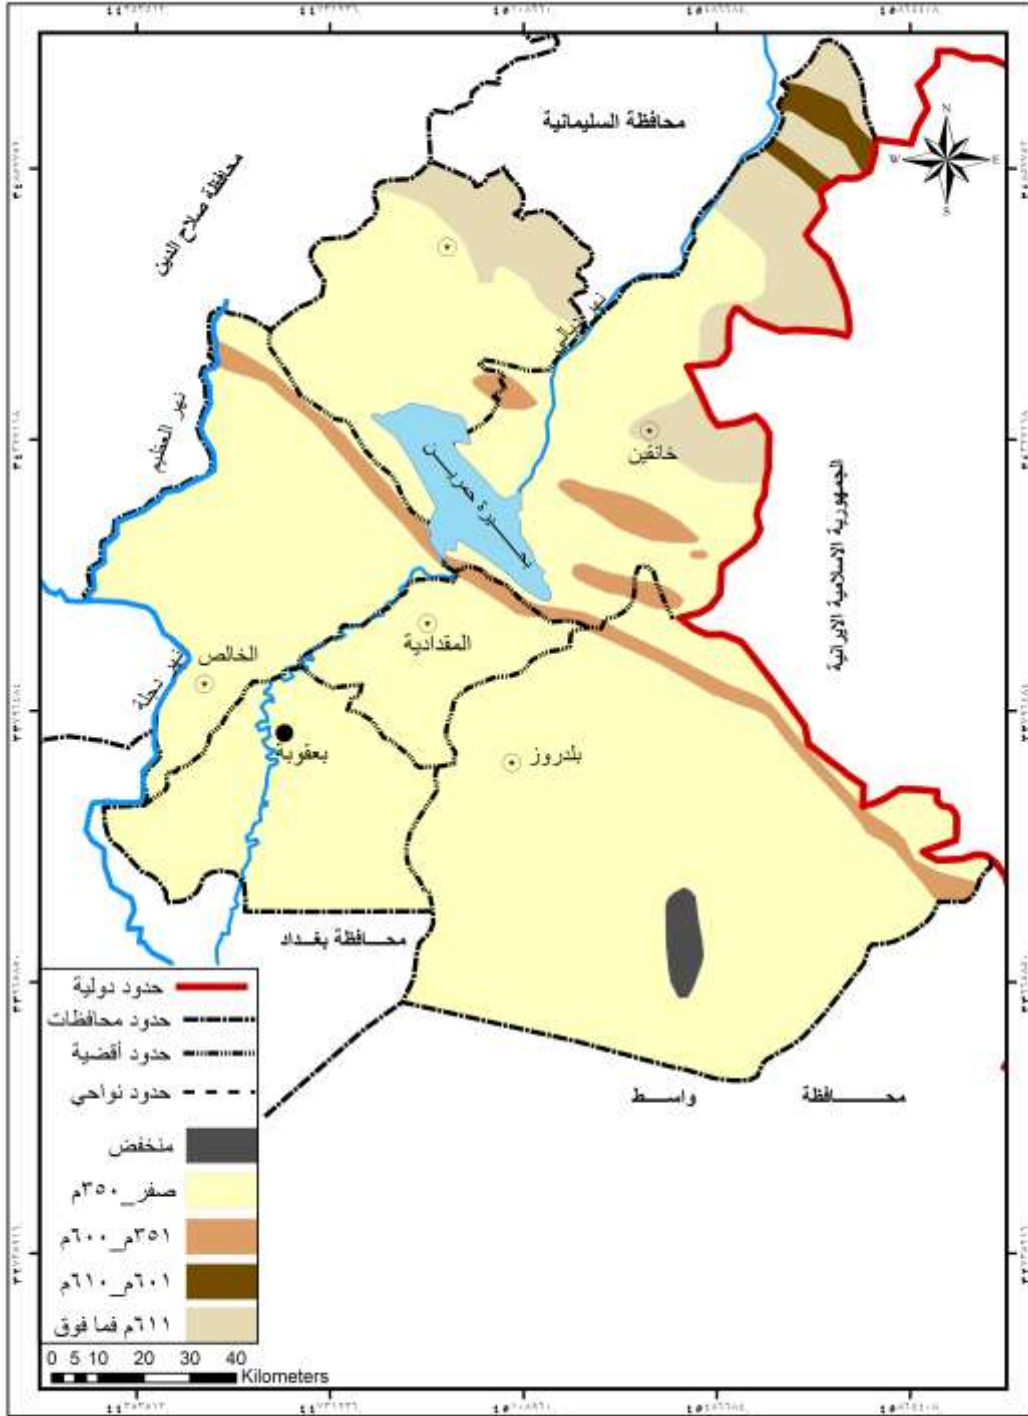 محافظة السليمانية
محافظة صلاح الدين
N
W
E
S
نهر ديالى
نهر العظيم
خانقين
بحيرة حمرين
الجمهورية الاسلامية الايرانية
المقدادية
الخالص
نهر دجلة
بعقوبة
بلدروز
محافظة بغداد
محافظة واسط
حدود دولية
حدود محافظات
حدود أقضية
حدود نواحي
منخفض
صفر_٣٥٠م
٣٥١م_٦٠٠م
٦٠١م_٦١٠م
٦١١م فما فوق
0 5 10 20 30 40
Kilometers